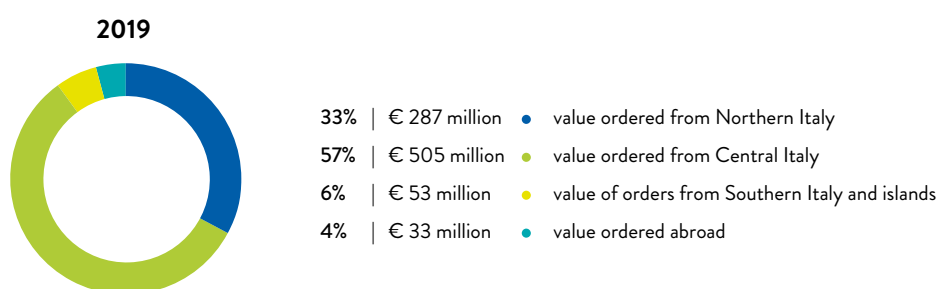 2019
33% | € 287 million • value ordered from Northern Italy
57% | € 505 million • value ordered from Central Italy
6% | € 53 million • value of orders from Southern Italy and islands
4% | € 33 million • value ordered abroad